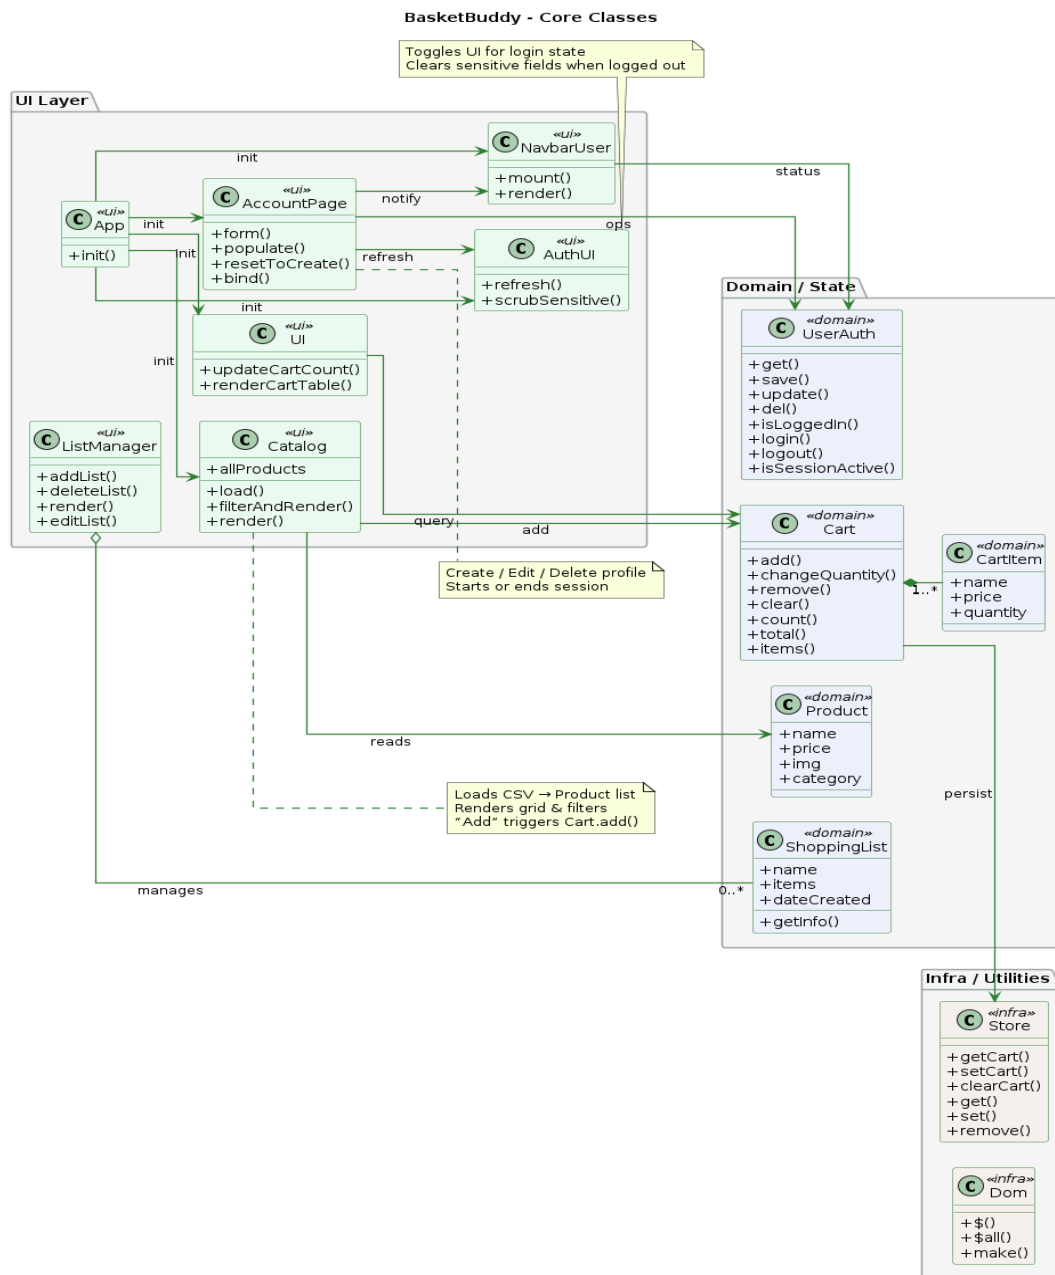 BasketBuddy - Core Classes
Toggles UI for login state
Clears sensitive fields when logged out
UI Layer
«ui»
NavbarUser
+mount()
+render()
init
status
«ui»
AccountPage
+form()
+populate()
+resetToCreate()
+bind()
notify
«ui»
App
+init()
init
init
ops
refresh
«ui»
AuthUI
+refresh()
+scrubSensitive()
init
«ui»
UI
+updateCartCount()
+renderCartTable()
init
«ui»
ListManager
+addList()
+deleteList()
+render()
+editList()
«ui»
Catalog
+allProducts
+load()
+filterAndRender()
+render()
query
add
Create / Edit / Delete profile
Starts or ends session
Domain / State
«domain»
UserAuth
+get()
+save()
+update()
+del()
+isLoggedIn()
+login()
+logout()
+isSessionActive()
«domain»
Cart
+add()
+changeQuantity()
+remove()
+clear()
+count()
+total()
+items()
1..*
«domain»
CartItem
+name
+price
+quantity
«domain»
Product
+name
+price
+img
+category
reads
persist
Loads CSV → Product list
Renders grid & filters
“Add” triggers Cart.add()
«domain»
ShoppingList
+name
+items
+dateCreated
+getInfo()
manages
0..*
Infra / Utilities
«infra»
Store
+getCart()
+setCart()
+clearCart()
+get()
+set()
+remove()
«infra»
Dom
+$()
+$all()
+make()